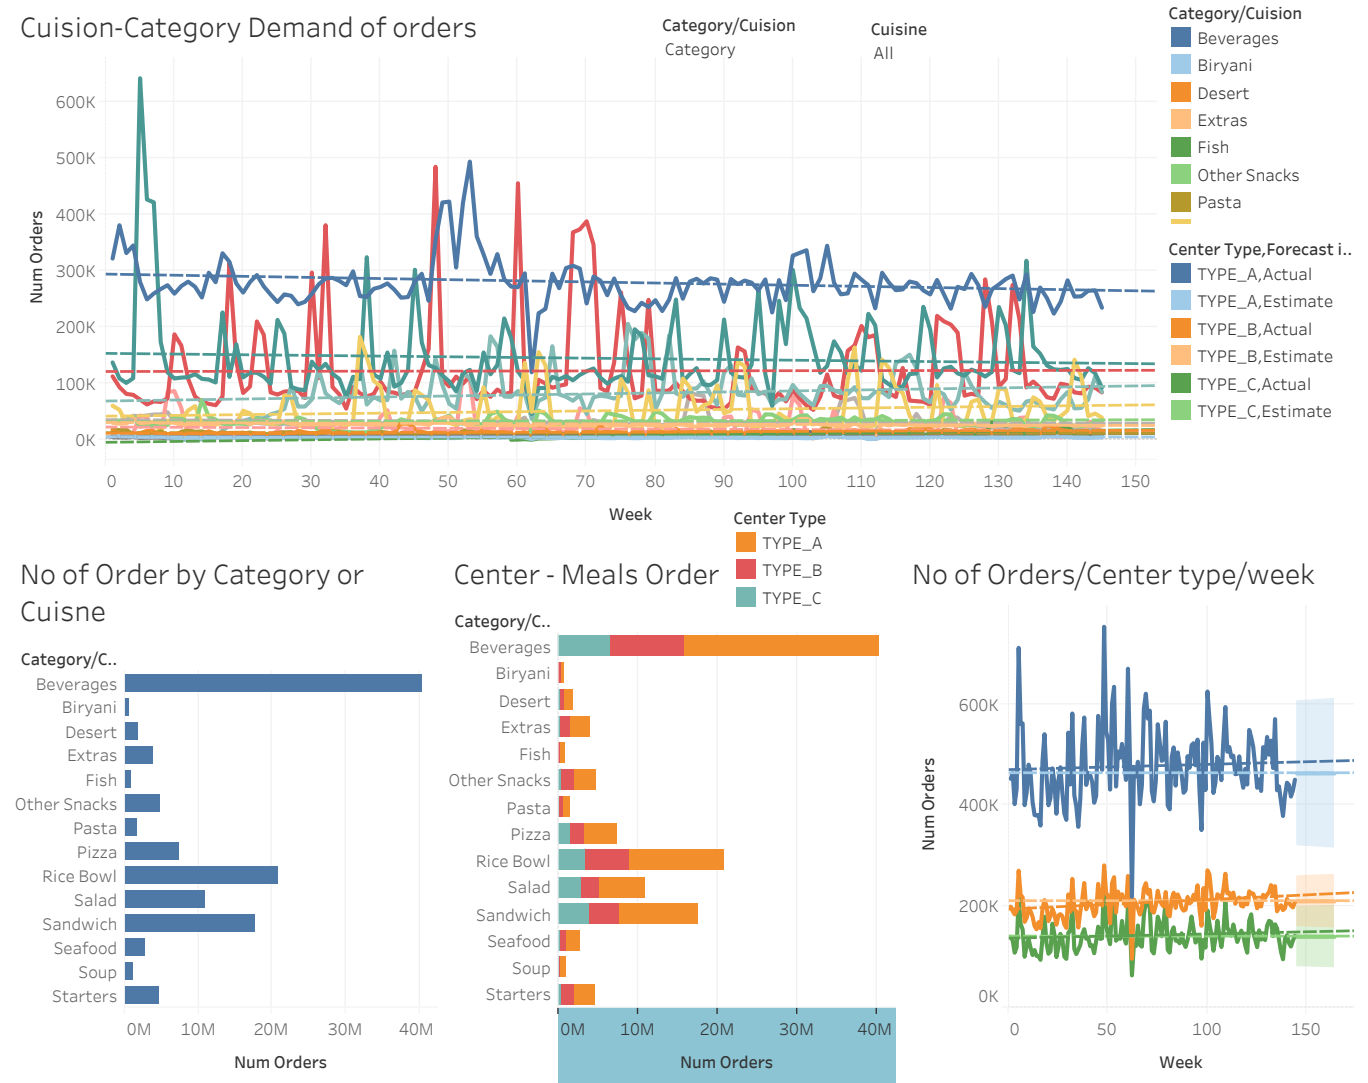 Cuision-Category Demand of orders
Category/Cuision
Category
Cuisine
All
Num Orders
600K
500K
400K
300K
200K
100K
0K
0 10 20 30 40 50 60 70 80 90 100 110 120 130 140 150
Week
Category/Cuision
Beverages
Biryani
Desert
Extras
Fish
Other Snacks
Pasta
Center Type,Forecast i..
TYPE_A,Actual
TYPE_A,Estimate
TYPE_B,Actual
TYPE_B,Estimate
TYPE_C,Actual
TYPE_C,Estimate
No of Order by Category or
Cuisne
Category/C..
Beverages
Biryani
Desert
Extras
Fish
Other Snacks
Pasta
Pizza
Rice Bowl
Salad
Sandwich
Seafood
Soup
Starters
0M 10M 20M 30M 40M
Num Orders
Center - Meals Order
Center Type
TYPE_A
TYPE_B
TYPE_C
Category/C..
Beverages
Biryani
Desert
Extras
Fish
Other Snacks
Pasta
Pizza
Rice Bowl
Salad
Sandwich
Seafood
Soup
Starters
0M 10M 20M 30M 40M
Num Orders
No of Orders/Center type/week
Num Orders
600K
400K
200K
0K
0 50 100 150
Week